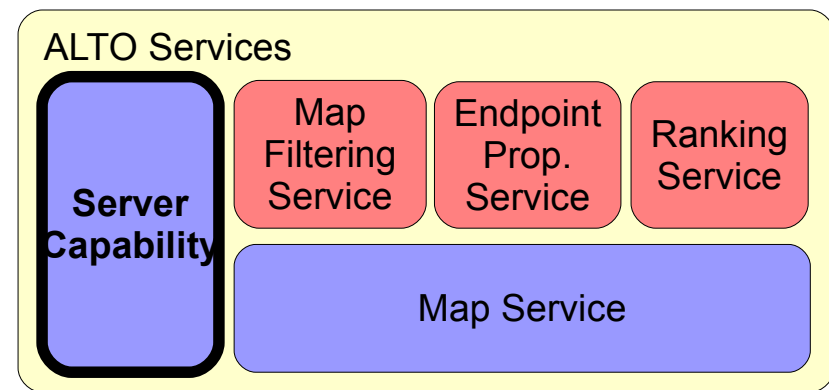 ALTO Services
Server
Capability
Map
Filtering
Service
Endpoint
Prop.
Service
Ranking
Service
Map Service